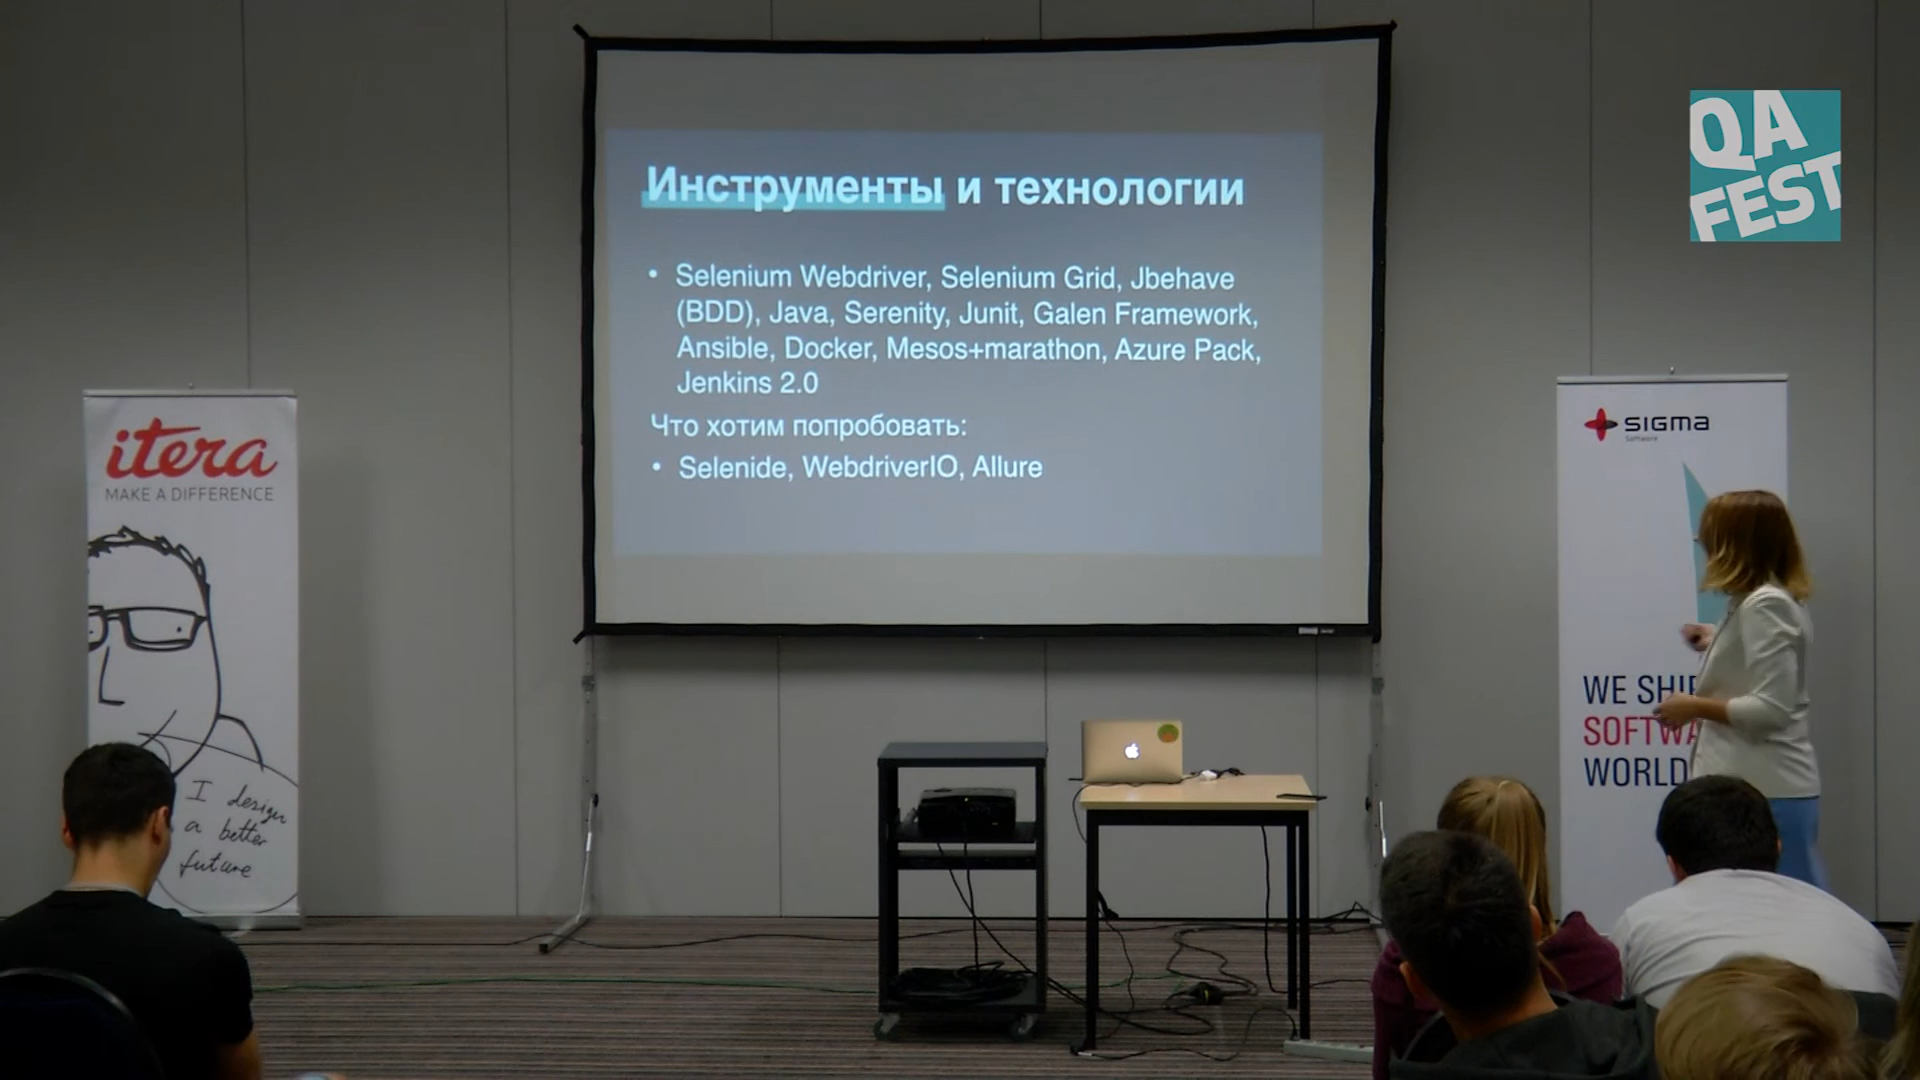 QA
FEST
Инструменты и технологии
• Selenium Webdriver, Selenium Grid, Jbehave
(BDD), Java, Serenity, Junit, Galen Framework,
Ansible, Docker, Mesos+marathon, Azure Pack,
Jenkins 2.0
Что хотим попробовать:
• Selenide, WebdriverIO, Allure
itera
MAKE A DIFFERENCE
I design
a better
future
SIGMA
Software
WE SHI
SOFTWA
WORLD